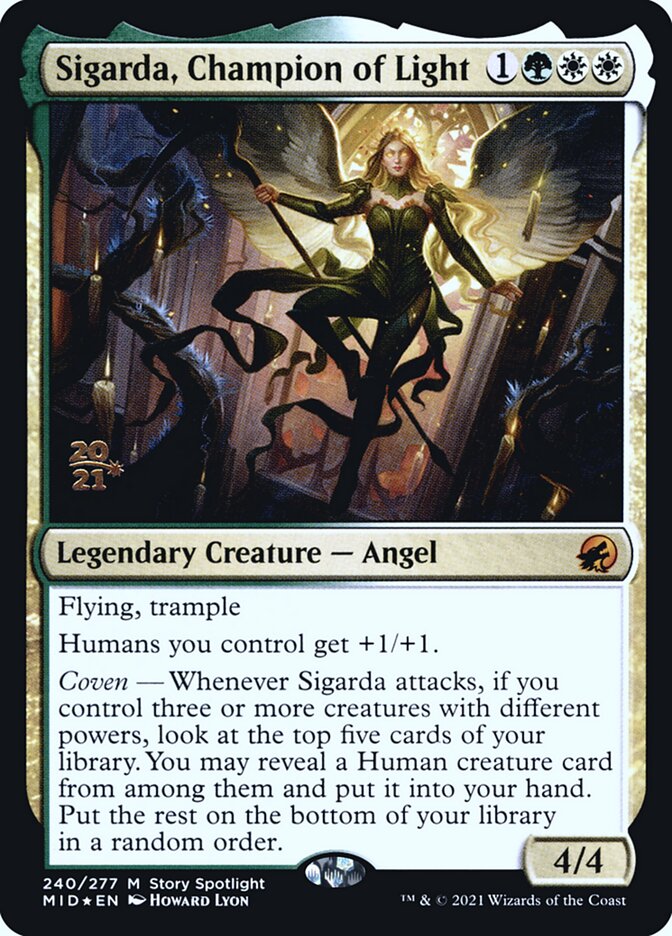 Sigarda, Champion of Light 1
20
21
Legendary Creature — Angel
Flying, trample
Humans you control get +1/+1.
Coven — Whenever Sigarda attacks, if you
control three or more creatures with different
powers, look at the top five cards of your
library. You may reveal a Human creature card
from among them and put it into your hand.
Put the rest on the bottom of your library
in a random order.
4/4
240/277 M Story Spotlight
MID★EN Howard Lyon
™ & © 2021 Wizards of the Coast